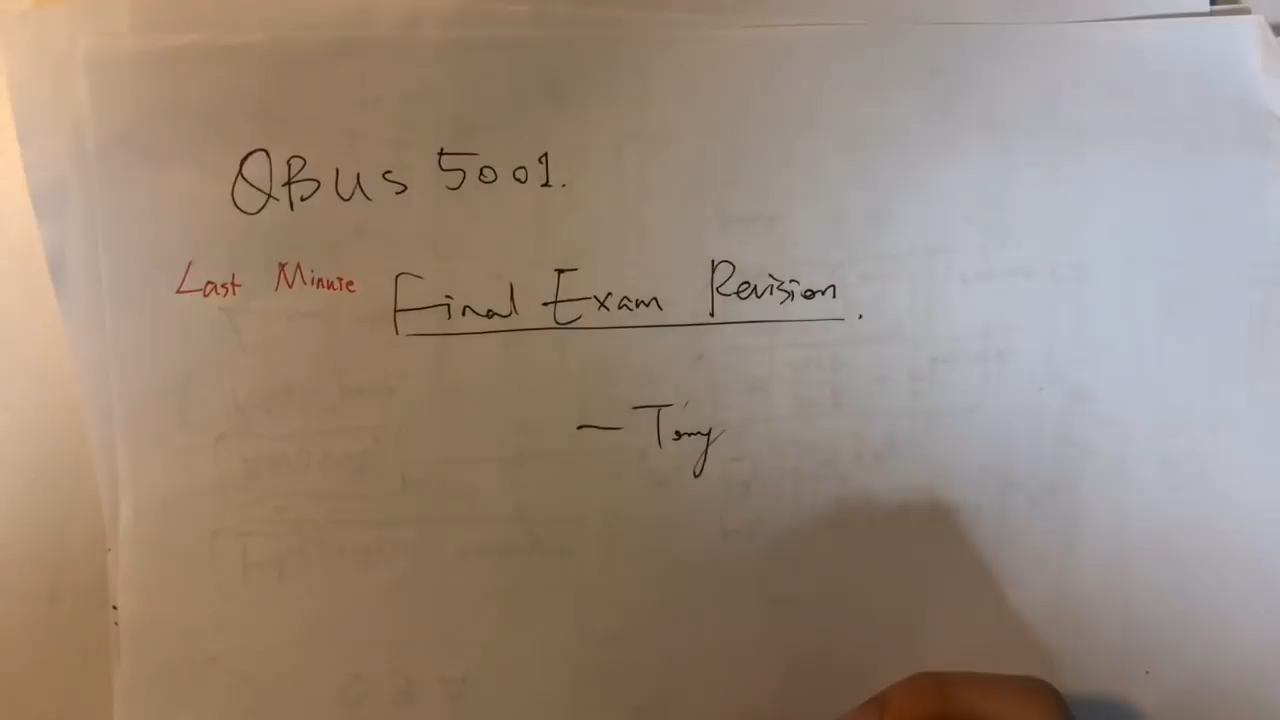 QBUS 5001.
Last Minute Final Exam Revision.
— Tony